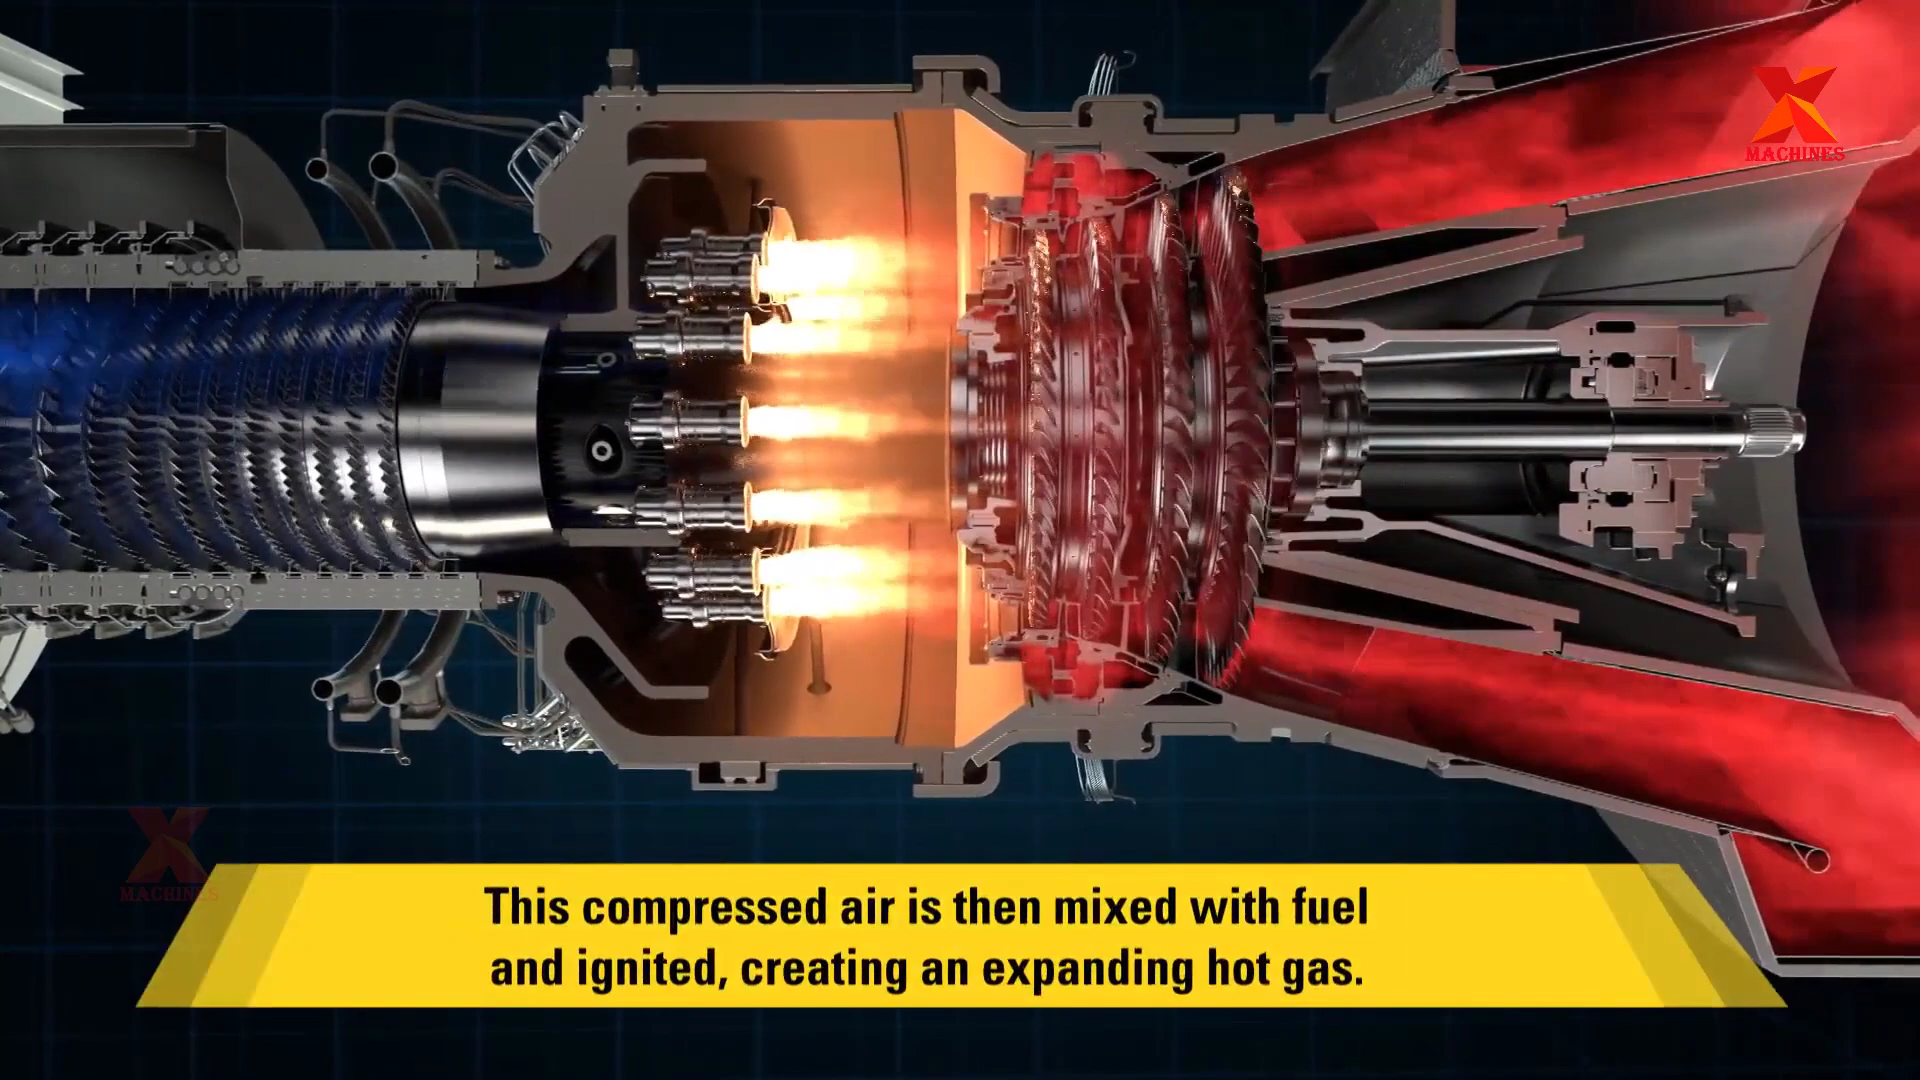 X
MACHINES
X
MACHINES
This compressed air is then mixed with fuel
and ignited, creating an expanding hot gas.